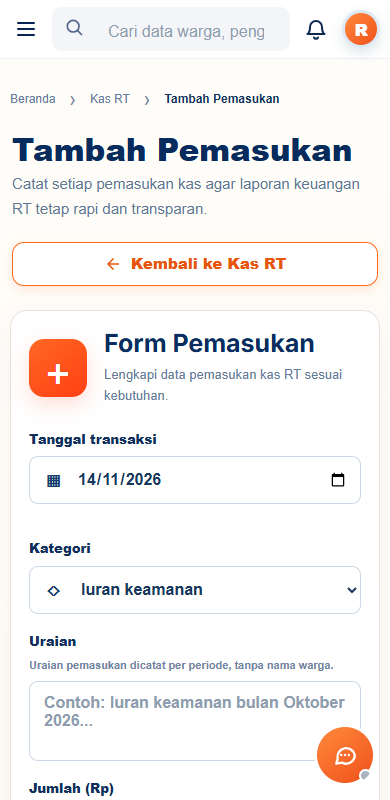 Cari data warga, peng
R
Beranda › Kas RT › Tambah Pemasukan
Tambah Pemasukan
Catat setiap pemasukan kas agar laporan keuangan
RT tetap rapi dan transparan.
← Kembali ke Kas RT
+
Form Pemasukan
Lengkapi data pemasukan kas RT sesuai
kebutuhan.
Tanggal transaksi
14/11/2026
Kategori
Iuran keamanan
Uraian
Uraian pemasukan dicatat per periode, tanpa nama warga.
Contoh: Iuran keamanan bulan Oktober
2026...
Jumlah (Rp)